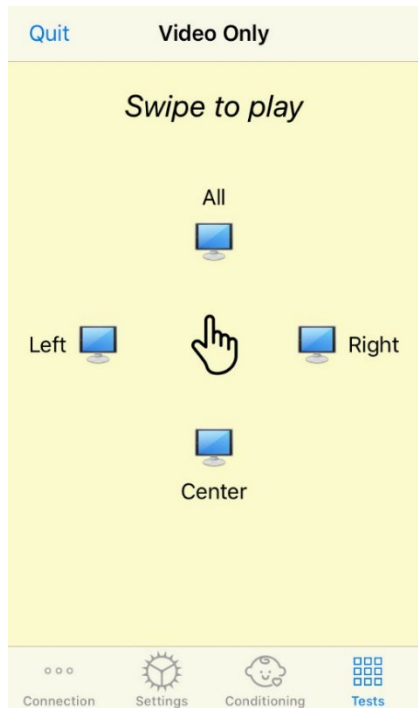 Quit Video Only
Swipe to play
All
Left Right
Center
Connection Settings Conditioning Tests